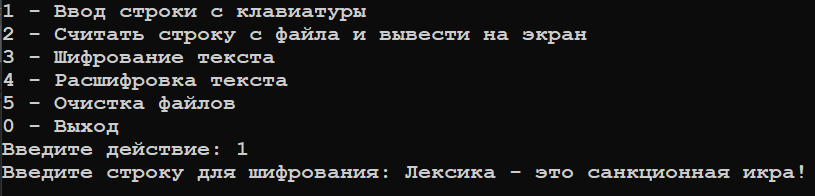 1 - Ввод строки с клавиатуры
2 - Считать строку с файла и вывести на экран
3 - Шифрование текста
4 - Расшифровка текста
5 - Очистка файлов
0 - Выход
Введите действие: 1
Введите строку для шифрования: Лексика - это санкционная икра!